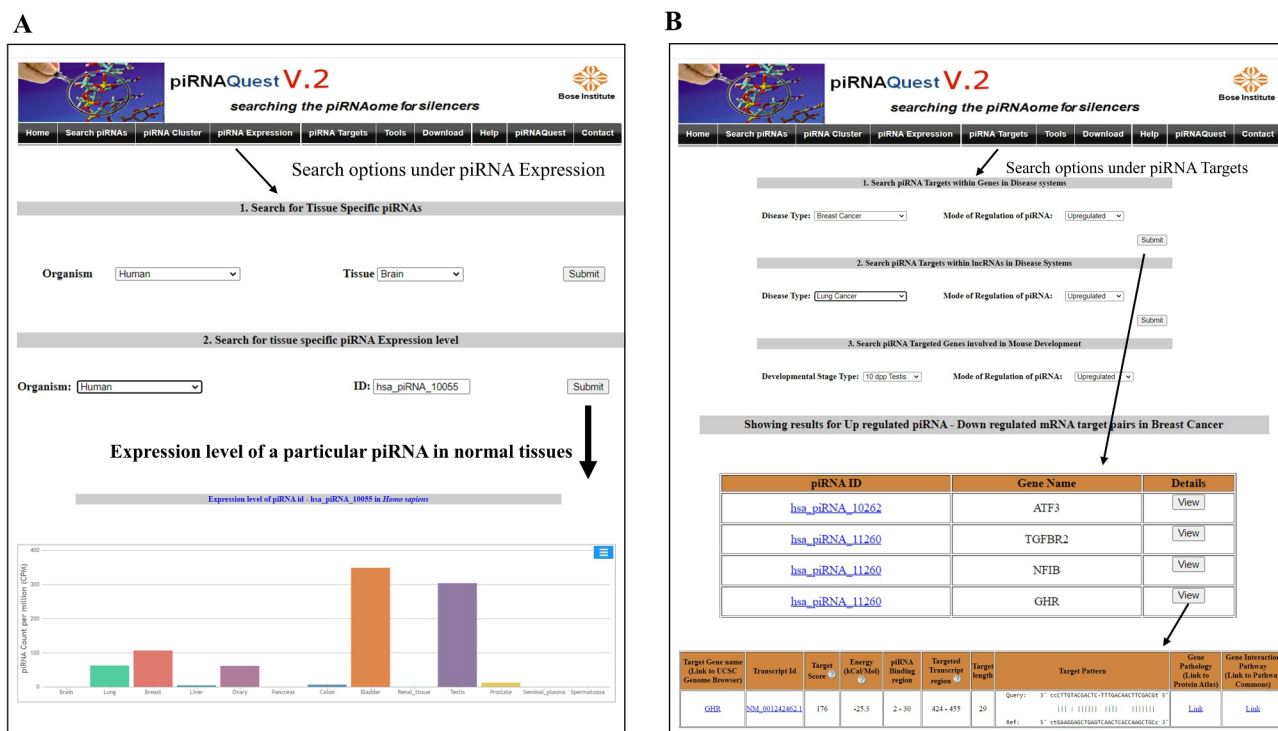 A
piRNAQuest V.2
searching the piRNAome for silencers
Bose Institute
Home Search piRNAs piRNA Cluster piRNA Expression piRNA Targets Tools Download Help piRNAQuest Contact
Search options under piRNA Expression
1. Search for Tissue Specific piRNAs
Organism Human Tissue Brain Submit
2. Search for tissue specific piRNA Expression level
Organism: Human ID: hsa_piRNA_10055 Submit
Expression level of a particular piRNA in normal tissues
Expression level of piRNA id - hsa_piRNA_10055 in Homo sapiens
piRNA Count per million (CPM)
400
300
200
100
0
Brain Lung Breast Liver Ovary Pancreas Colon Bladder Renal_tissue Testis Prostate Seminal_plasma Spermatozoa
B
piRNAQuest V.2
searching the piRNAome for silencers
Bose Institute
Home Search piRNAs piRNA Cluster piRNA Expression piRNA Targets Tools Download Help piRNAQuest Contact
Search options under piRNA Targets
1. Search piRNA Targets within Genes in Disease systems
Disease Type: Breast Cancer Mode of Regulation of piRNA: Upregulated
Submit
2. Search piRNA Targets within lncRNAs in Disease Systems
Disease Type: Lung Cancer Mode of Regulation of piRNA: Upregulated
Submit
3. Search piRNA Targeted Genes involved in Mouse Development
Developmental Stage Type: 10 dpp Testis Mode of Regulation of piRNA: Upregulated
Showing results for Up regulated piRNA - Down regulated mRNA target pairs in Breast Cancer
piRNA ID Gene Name Details
hsa_piRNA_10262 ATF3 View
hsa_piRNA_11260 TGFBR2 View
hsa_piRNA_11260 NFIB View
hsa_piRNA_11260 GHR View
Target Gene name (Link to UCSC Genome Browser) Transcript Id Target Score Energy (kCal/Mol) piRNA Binding region Targeted Transcript region Target length Target Pattern Gene Pathology (Link to Protein Atlas) Gene Interaction Pathway (Link to Pathway Commons)
GHR NM_001242462.1 176 -25.3 2 - 30 424 - 455 29 Link Link
Query: 3' ccCTTGTACGACTC-TTTGACAACTTCGACGt 5'
||| : |||||| |||| |||||||
Ref: 5' ctGAAGGAGCTGAGTCAACTCACCAAGCTGCc 3'